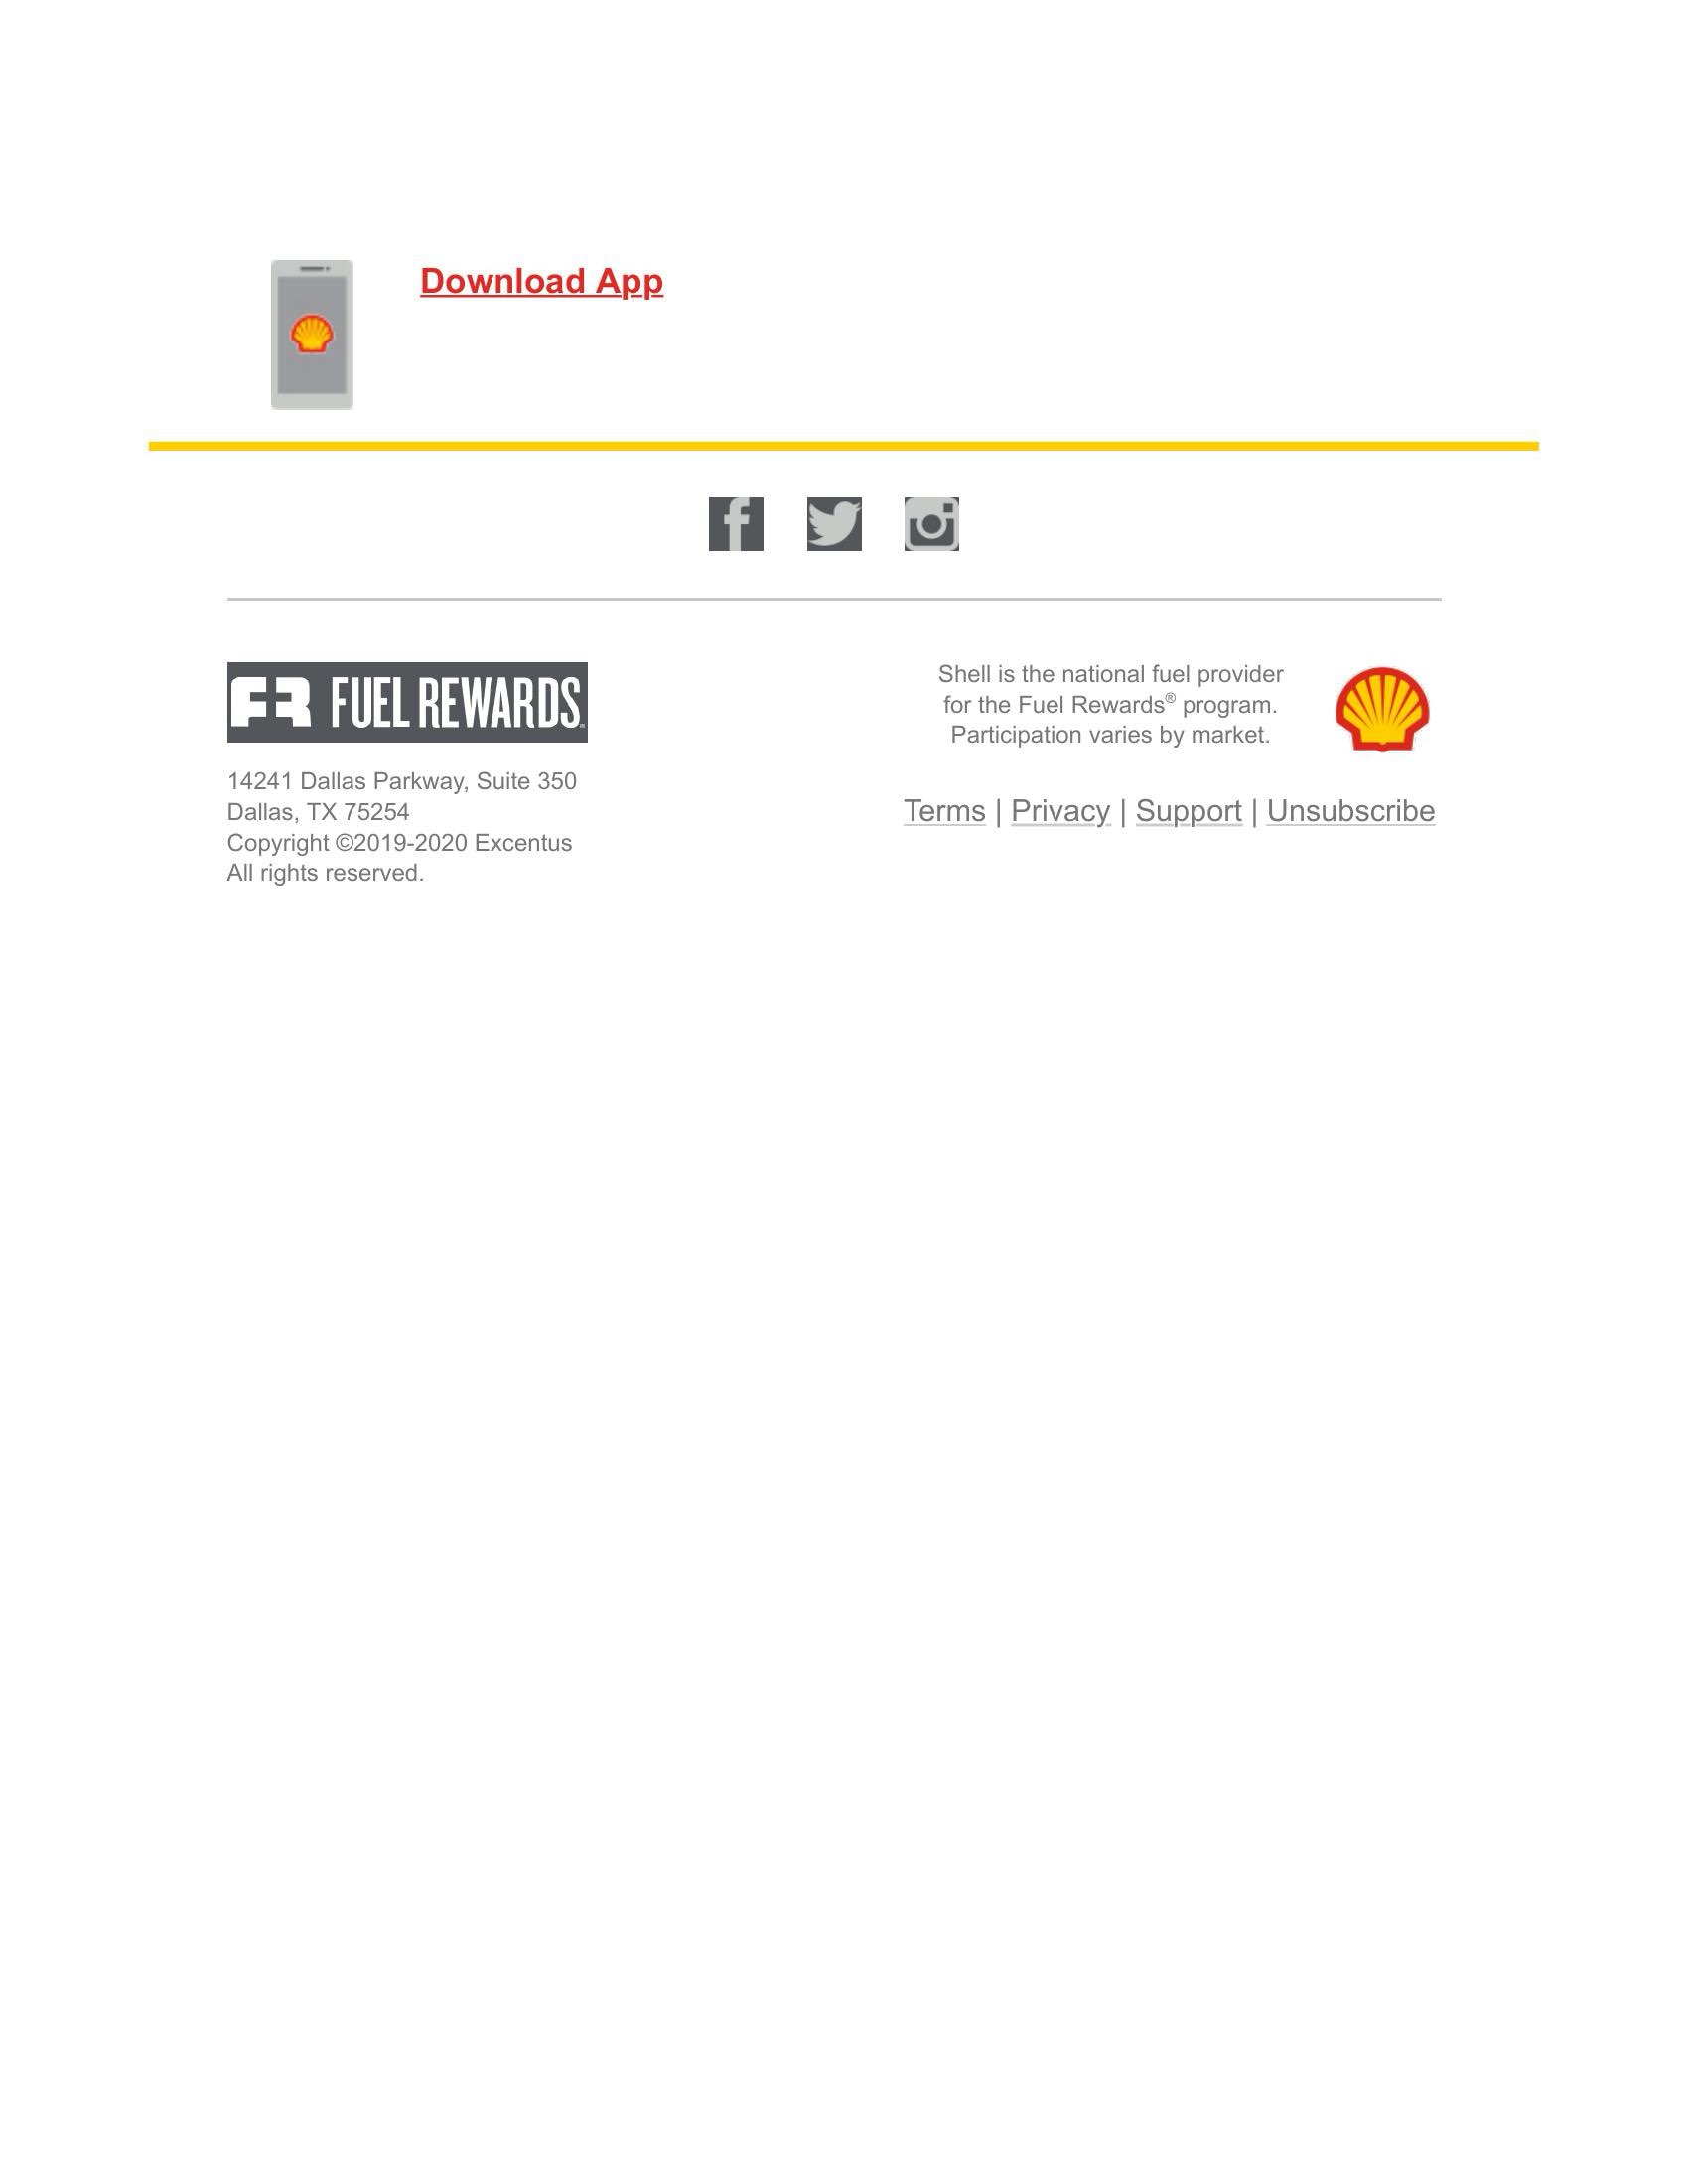 Download App
FUEL REWARDS
14241 Dallas Parkway, Suite 350
Dallas, TX 75254
Copyright ©2019-2020 Excentus
All rights reserved.
Shell is the national fuel provider
for the Fuel Rewards® program.
Participation varies by market.
Terms | Privacy | Support | Unsubscribe